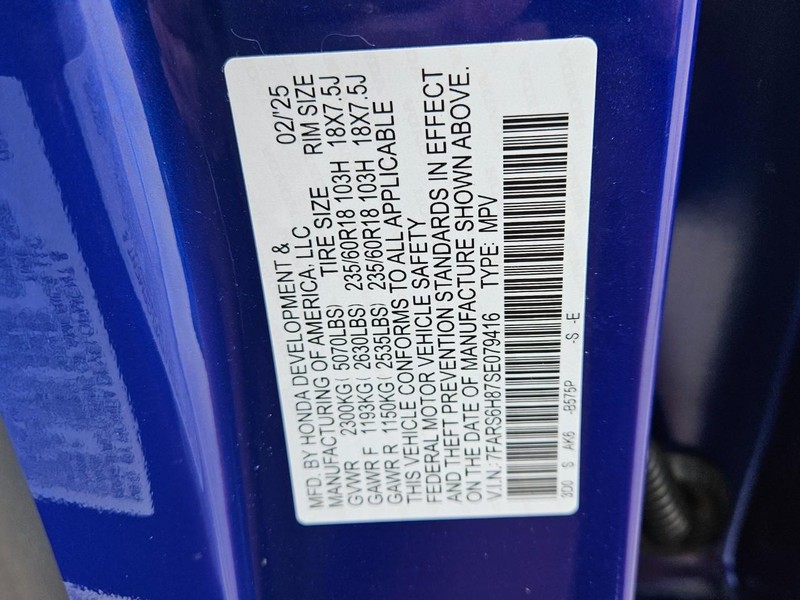 MFD. BY HONDA DEVELOPMENT & 02/'25
MANUFACTURING OF AMERICA, LLC
TIRE SIZE RIM SIZE
GVWR 2300KG( 5070LBS)
GAWR F 1193KG( 2630LBS) 235/60R18 103H 18X7.5J
GAWR R 1150KG( 2535LBS) 235/60R18 103H 18X7.5J
THIS VEHICLE CONFORMS TO ALL APPLICABLE
FEDERAL MOTOR VEHICLE SAFETY
AND THEFT PREVENTION STANDARDS IN EFFECT
ON THE DATE OF MANUFACTURE SHOWN ABOVE.
V.I.N.: 7FARS6H87SE079416 TYPE: MPV
3D0 S AK6 -B575P -S -E